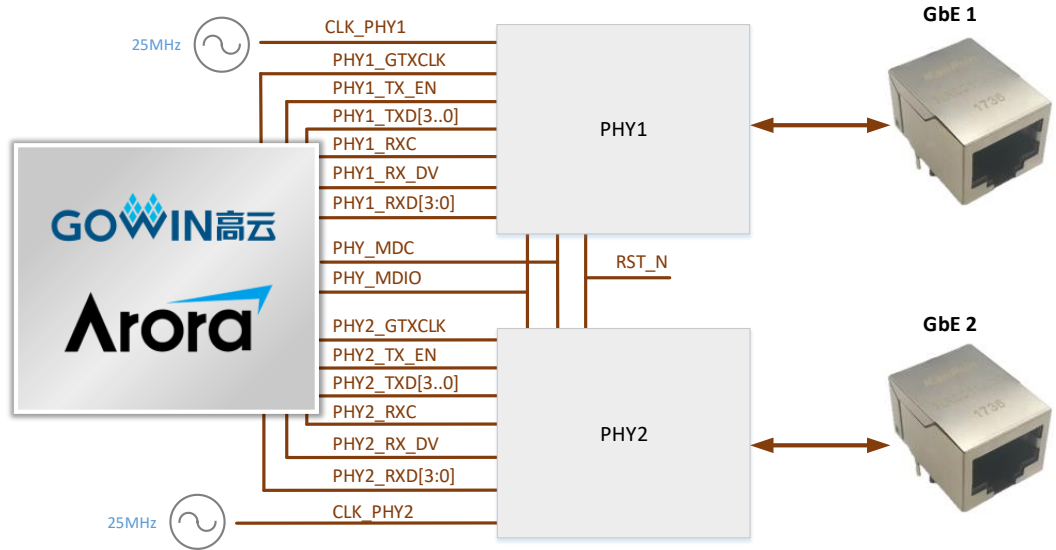 GbE 1
25MHz
CLK_PHY1
PHY1_GTXCLK
PHY1_TX_EN
PHY1_TXD[3..0]
PHY1_RXC
PHY1_RX_DV
PHY1_RXD[3:0]
PHY1
1736
GOWIN高云
Arora
PHY_MDC
PHY_MDIO
RST_N
GbE 2
PHY2_GTXCLK
PHY2_TX_EN
PHY2_TXD[3..0]
PHY2_RXC
PHY2_RX_DV
PHY2_RXD[3:0]
PHY2
1736
25MHz
CLK_PHY2